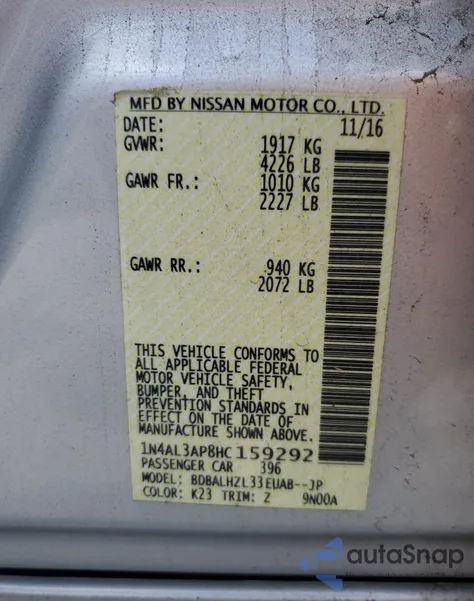 MFD BY NISSAN MOTOR CO., LTD.
DATE: 11/16
GVWR: 1917 KG
4226 LB
GAWR FR.: 1010 KG
2227 LB
GAWR RR.: 940 KG
2072 LB
THIS VEHICLE CONFORMS TO
ALL APPLICABLE FEDERAL
MOTOR VEHICLE SAFETY,
BUMPER, AND THEFT
PREVENTION STANDARDS IN
EFFECT ON THE DATE OF
MANUFACTURE SHOWN ABOVE.
1N4AL3AP8HC159292
PASSENGER CAR 396
MODEL: BDBALHZL33EUAB--JP
COLOR: K23 TRIM: Z 9N00A
autoSnap